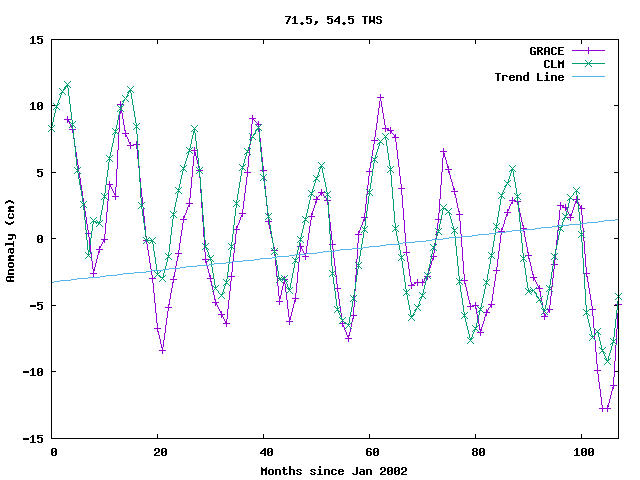 71.5, 54.5 TWS
GRACE
CLM
Trend Line
15
10
5
0
-5
-10
-15
Anomaly (cm)
0 20 40 60 80 100
Months since Jan 2002